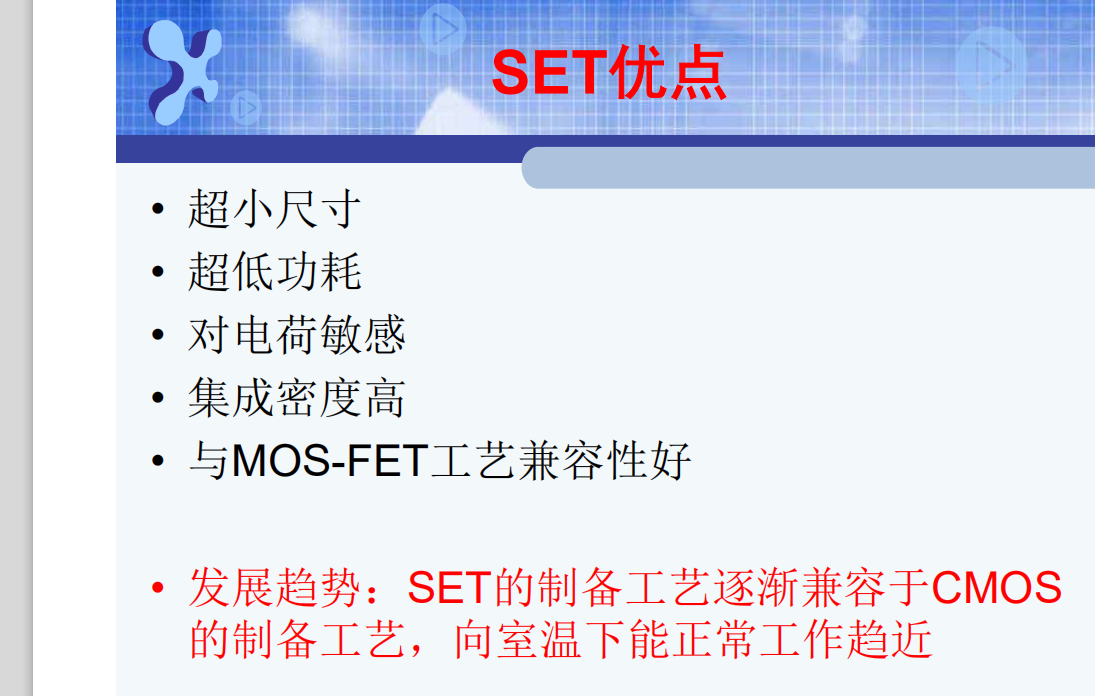 SET优点
• 超小尺寸
• 超低功耗
• 对电荷敏感
• 集成密度高
• 与MOS-FET工艺兼容性好
• 发展趋势：SET的制备工艺逐渐兼容于CMOS
的制备工艺，向室温下能正常工作趋近